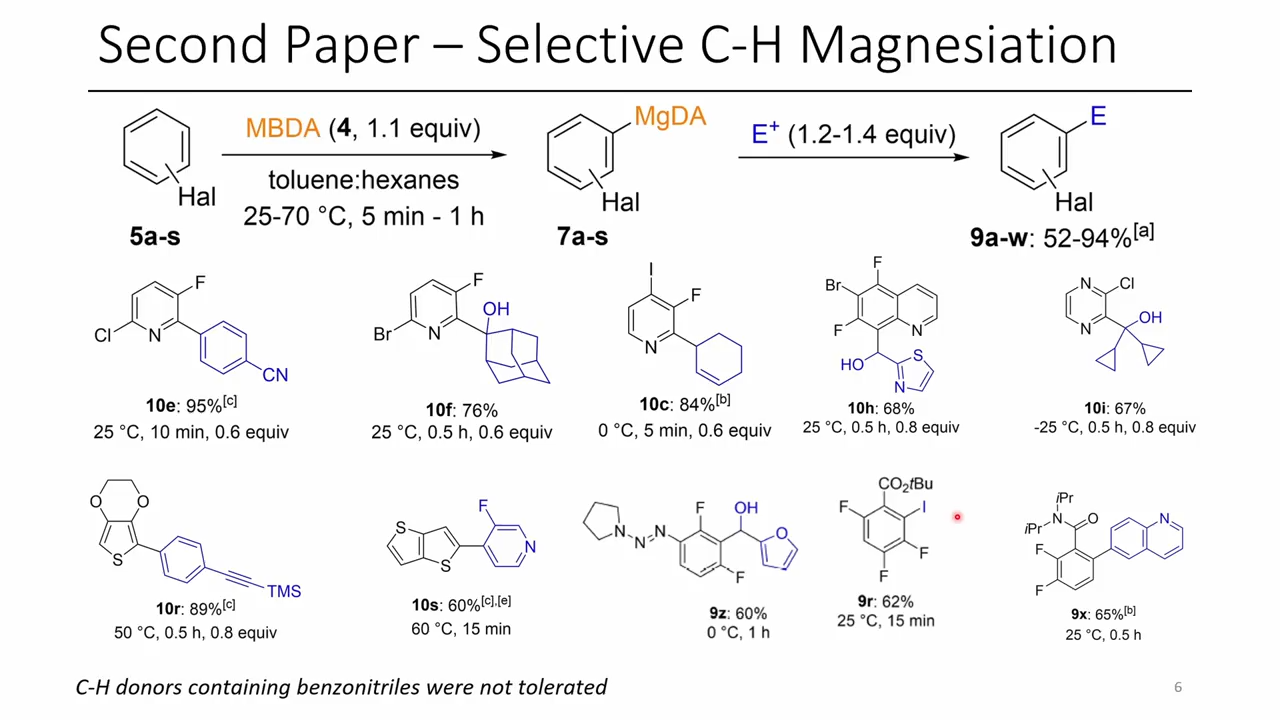 Second Paper – Selective C-H Magnesiation
MBDA (4, 1.1 equiv)
toluene:hexanes
25-70 °C, 5 min - 1 h
Hal
5a-s
MgDA
Hal
7a-s
E+ (1.2-1.4 equiv)
E
Hal
9a-w: 52-94%[a]
F
Cl
N
CN
10e: 95%[c]
25 °C, 10 min, 0.6 equiv
F
OH
Br
N
10f: 76%
25 °C, 0.5 h, 0.6 equiv
I
F
N
10c: 84%[b]
0 °C, 5 min, 0.6 equiv
F
Br
F
N
HO
S
N
10h: 68%
25 °C, 0.5 h, 0.8 equiv
N
Cl
N
OH
10i: 67%
-25 °C, 0.5 h, 0.8 equiv
O
O
S
TMS
10r: 89%[c]
50 °C, 0.5 h, 0.8 equiv
S
S
F
N
10s: 60%[c],[e]
60 °C, 15 min
N
N
N
F
OH
O
F
9z: 60%
0 °C, 1 h
CO2tBu
F
I
F
F
9r: 62%
25 °C, 15 min
iPr
iPr
N
O
F
F
N
9x: 65%[b]
25 °C, 0.5 h
C-H donors containing benzonitriles were not tolerated
6